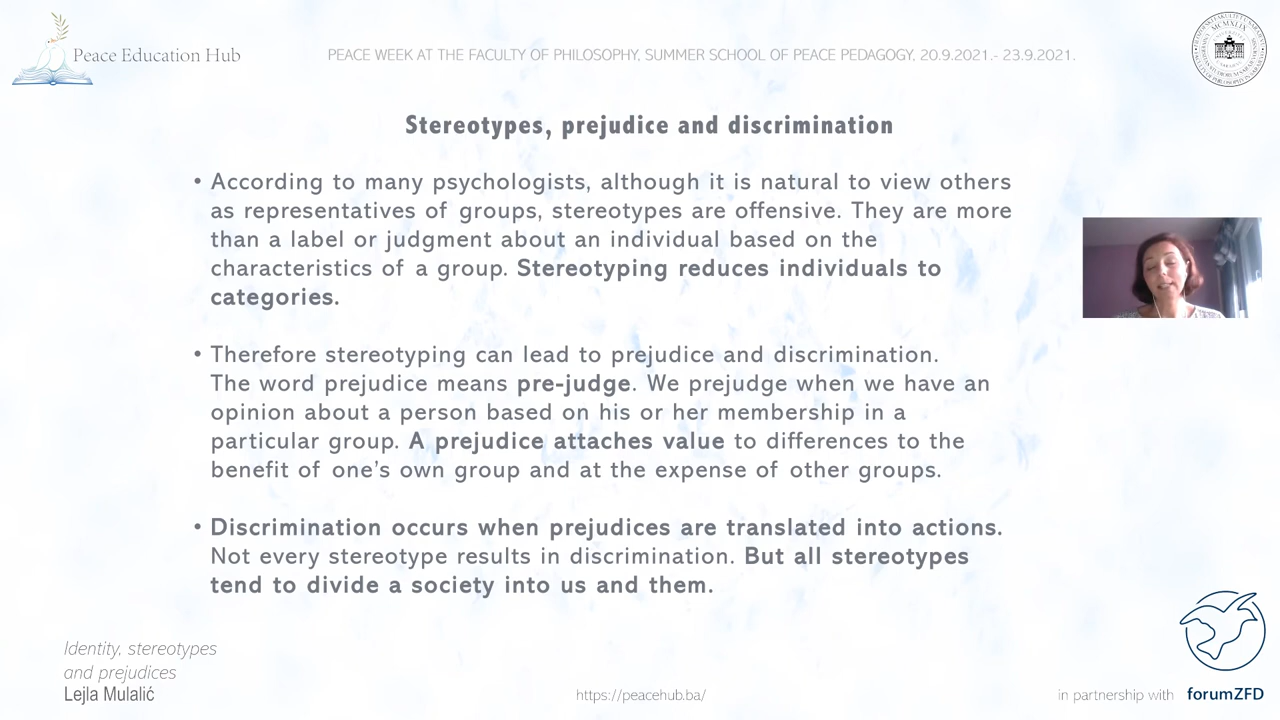 Peace Education Hub
PEACE WEEK AT THE FACULTY OF PHILOSOPHY, SUMMER SCHOOL OF PEACE PEDAGOGY, 20.9.2021.- 23.9.2021.
Stereotypes, prejudice and discrimination
• According to many psychologists, although it is natural to view others
as representatives of groups, stereotypes are offensive. They are more
than a label or judgment about an individual based on the
characteristics of a group. Stereotyping reduces individuals to
categories.
• Therefore stereotyping can lead to prejudice and discrimination.
The word prejudice means pre-judge. We prejudge when we have an
opinion about a person based on his or her membership in a
particular group. A prejudice attaches value to differences to the
benefit of one's own group and at the expense of other groups.
• Discrimination occurs when prejudices are translated into actions.
Not every stereotype results in discrimination. But all stereotypes
tend to divide a society into us and them.
Identity, stereotypes
and prejudices
Lejla Mulalić
https://peacehub.ba/
in partnership with forumZFD